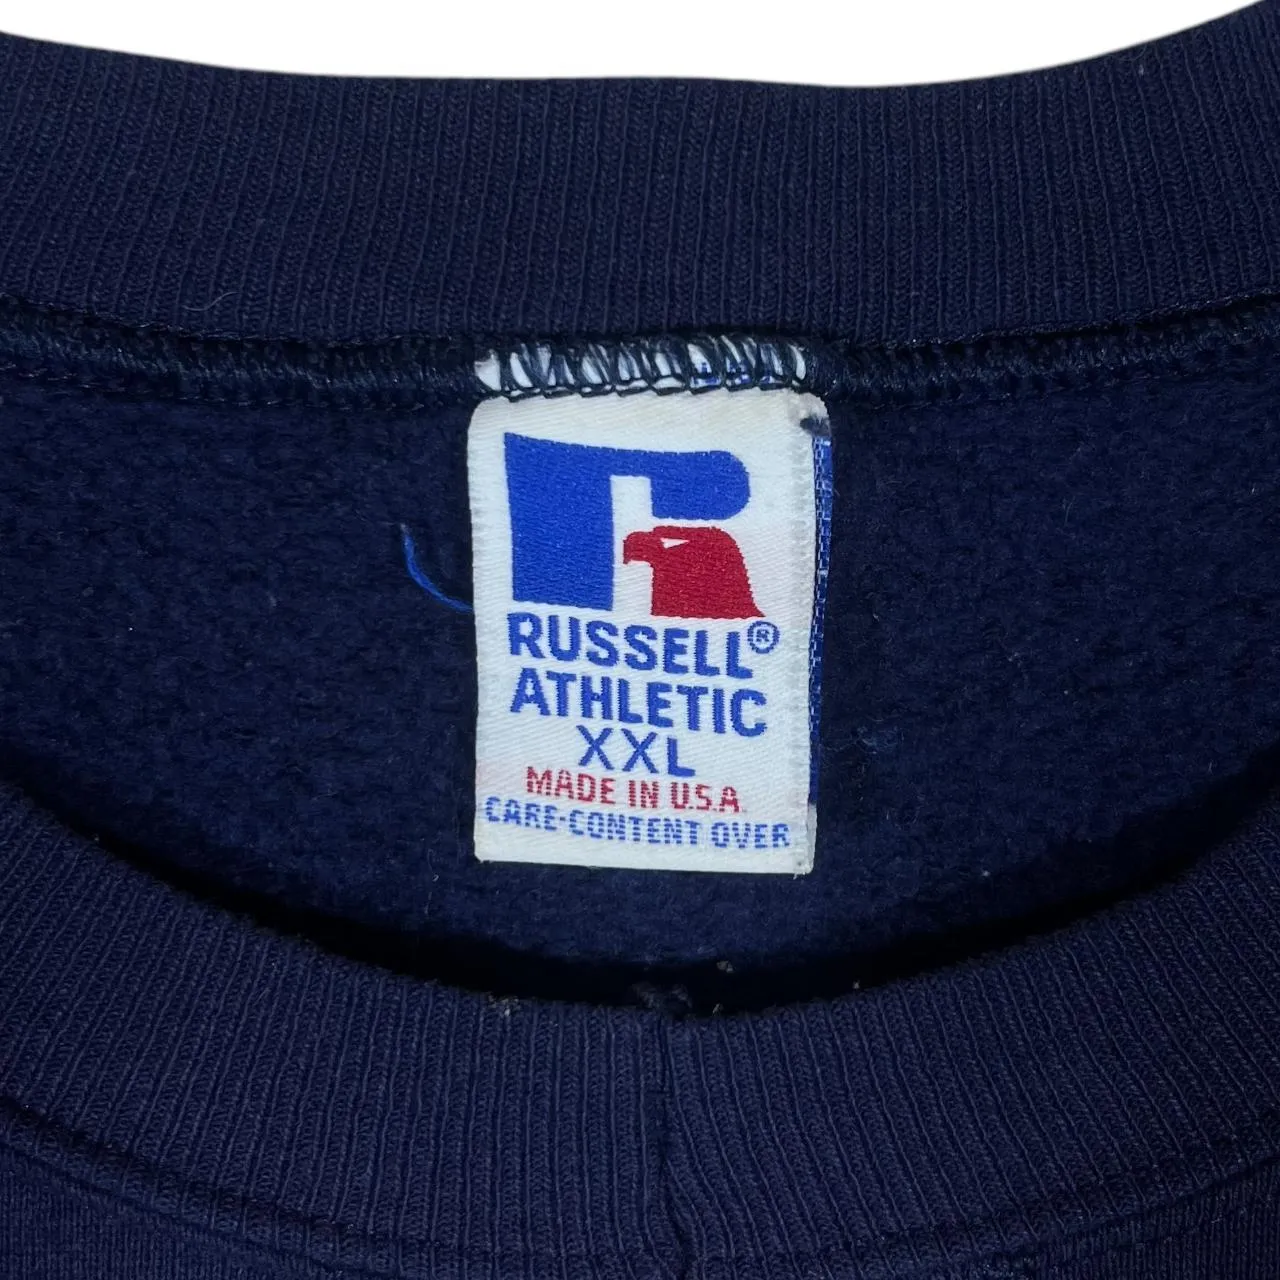 RUSSELL®
ATHLETIC
XXL
MADE IN U.S.A.
CARE-CONTENT OVER